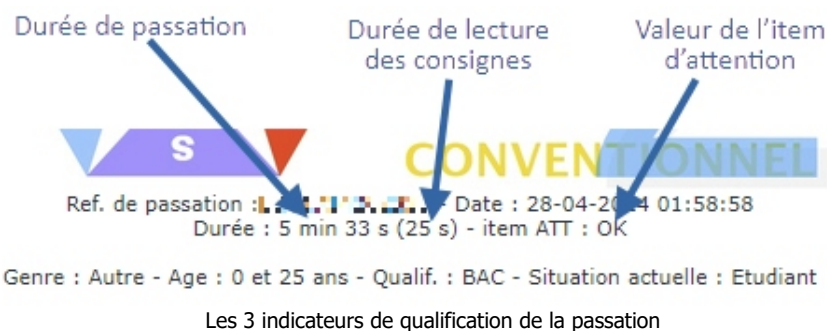 Durée de passation
Durée de lecture des consignes
Valeur de l'item d'attention
S
CONVENTIONNEL
Ref. de passation : - Date : 28-04-2024 01:58:58
Durée : 5 min 33 s (25 s) - item ATT : OK
Genre : Autre - Age : 0 et 25 ans - Qualif. : BAC - Situation actuelle : Etudiant
Les 3 indicateurs de qualification de la passation